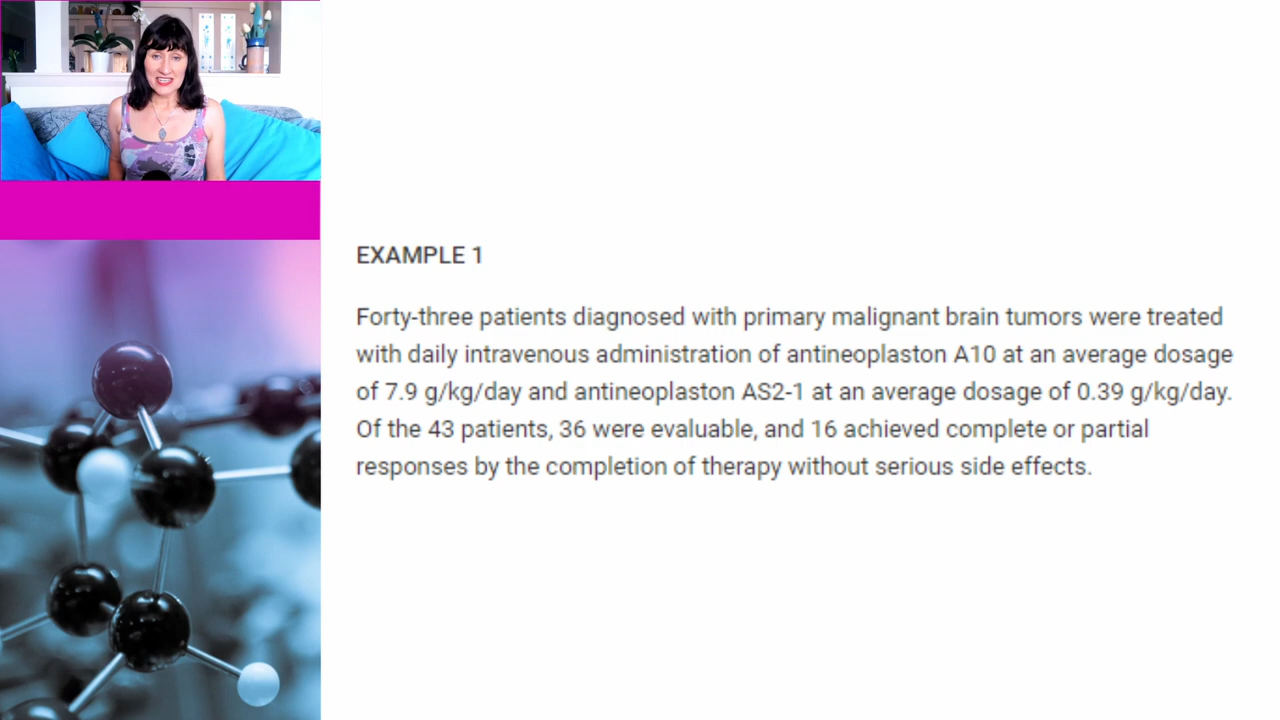 EXAMPLE 1
Forty-three patients diagnosed with primary malignant brain tumors were treated
with daily intravenous administration of antineoplaston A10 at an average dosage
of 7.9 g/kg/day and antineoplaston AS2-1 at an average dosage of 0.39 g/kg/day.
Of the 43 patients, 36 were evaluable, and 16 achieved complete or partial
responses by the completion of therapy without serious side effects.